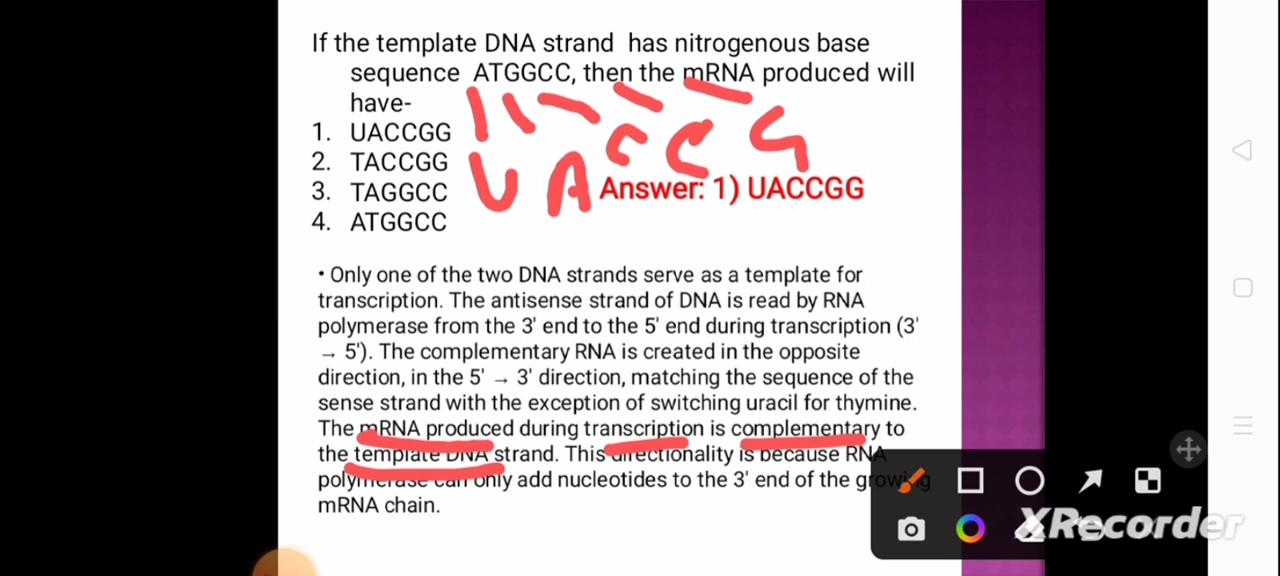 If the template DNA strand has nitrogenous base
sequence ATGGCC, then the mRNA produced will
have-
1. UACCGG
2. TACCGG
3. TAGGCC
4. ATGGCC
C C G
U A
Answer: 1) UACCGG
• Only one of the two DNA strands serve as a template for
transcription. The antisense strand of DNA is read by RNA
polymerase from the 3' end to the 5' end during transcription (3'
→ 5'). The complementary RNA is created in the opposite
direction, in the 5' → 3' direction, matching the sequence of the
sense strand with the exception of switching uracil for thymine.
The mRNA produced during transcription is complementary to
the template DNA strand. This directionality is because RNA
polymerase can only add nucleotides to the 3' end of the growing
mRNA chain.
XRecorder